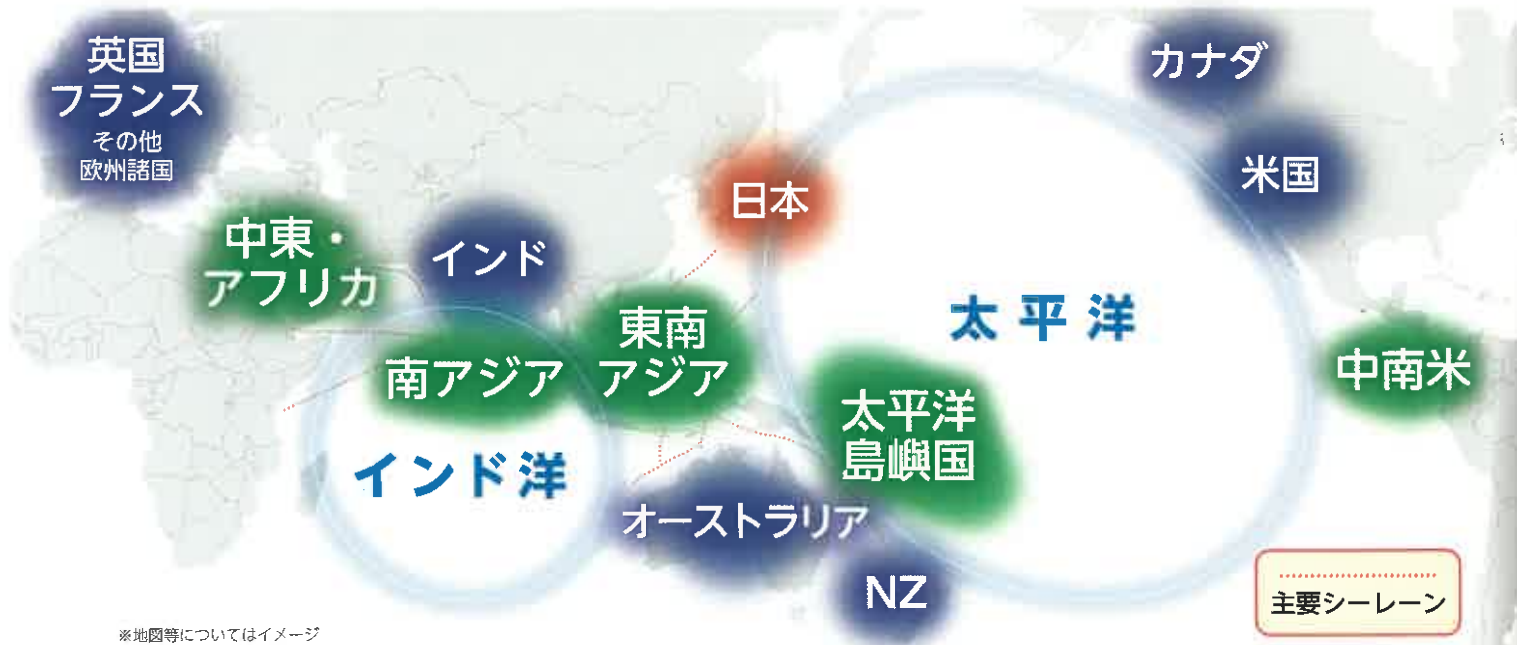 英国
フランス
その他
欧州諸国
カナダ
米国
日本
中東・
アフリカ
インド
東南
アジア
南アジア
太平洋
中南米
太平洋
島嶼国
インド洋
オーストラリア
NZ
主要シーレーン
※地図等についてはイメージ